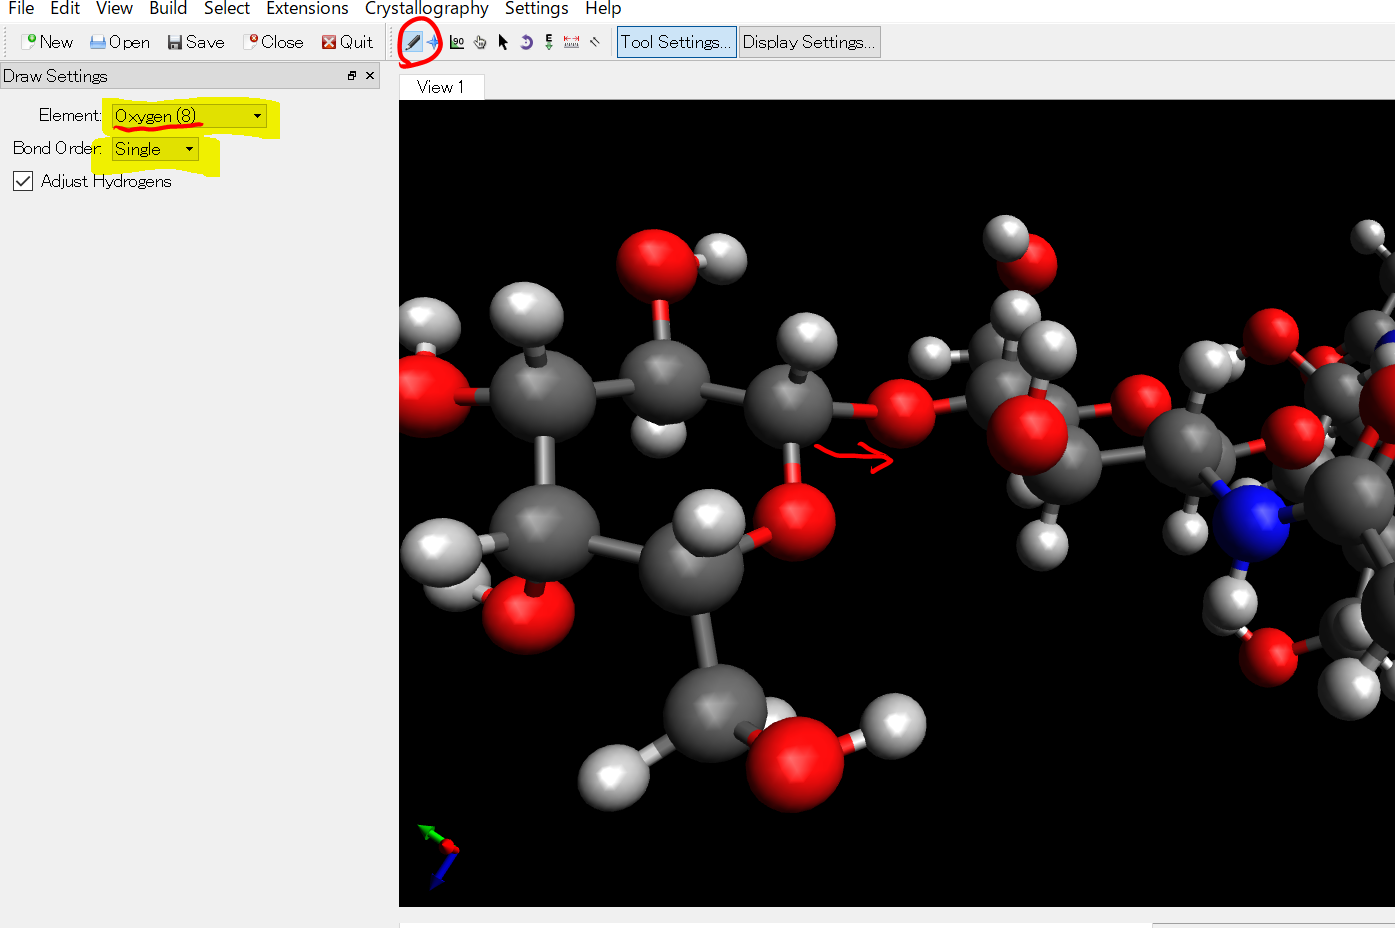 File Edit View Build Select Extensions Crystallography Settings Help
New Open Save Close Quit 90 E Tool Settings... Display Settings...
Draw Settings
View 1
Element: Oxygen (8)
Bond Order: Single
Adjust Hydrogens